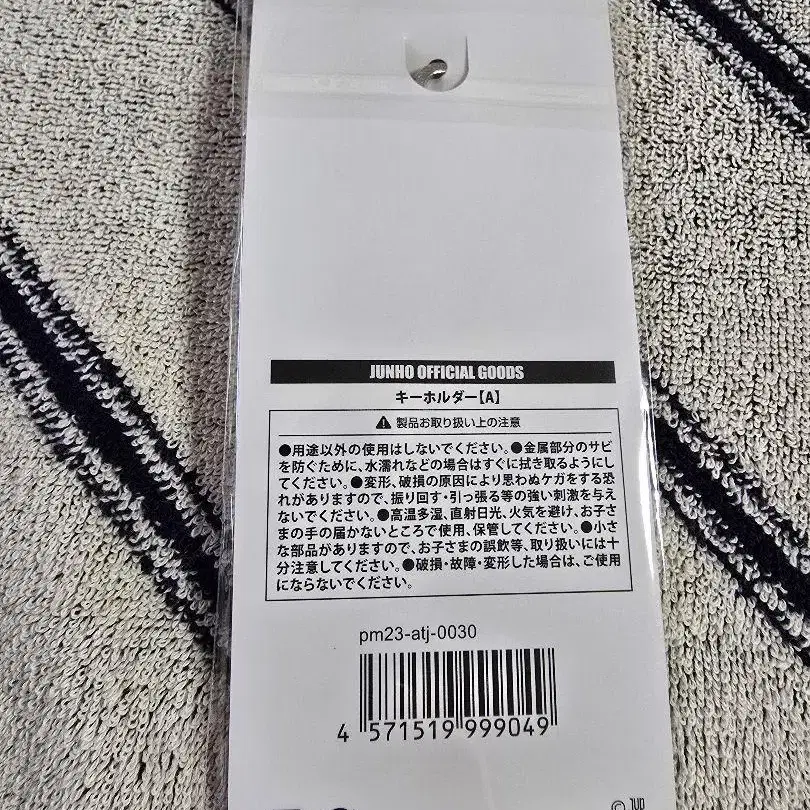 JUNHO OFFICIAL GOODS
キーホルダー【A】
製品お取り扱い上の注意
●用途以外の使用はしないでください。●金属部分のサビ
を防ぐために、水濡れなどの場合はすぐに拭き取るようにし
てください。●変形、破損の原因により思わぬケガをする恐
れがありますので、振り回す・引っ張る等の強い刺激を与え
ないでください。●高温多湿、直射日光、火気を避け、お子さ
まの手の届かないところで使用、保管してください。●小さ
な部品がありますので、お子さまの誤飲等、取り扱いには十
分注意してください。●破損・故障・変形した場合は、ご使用
にならないでください。
pm23-atj-0030
4 571519 999049